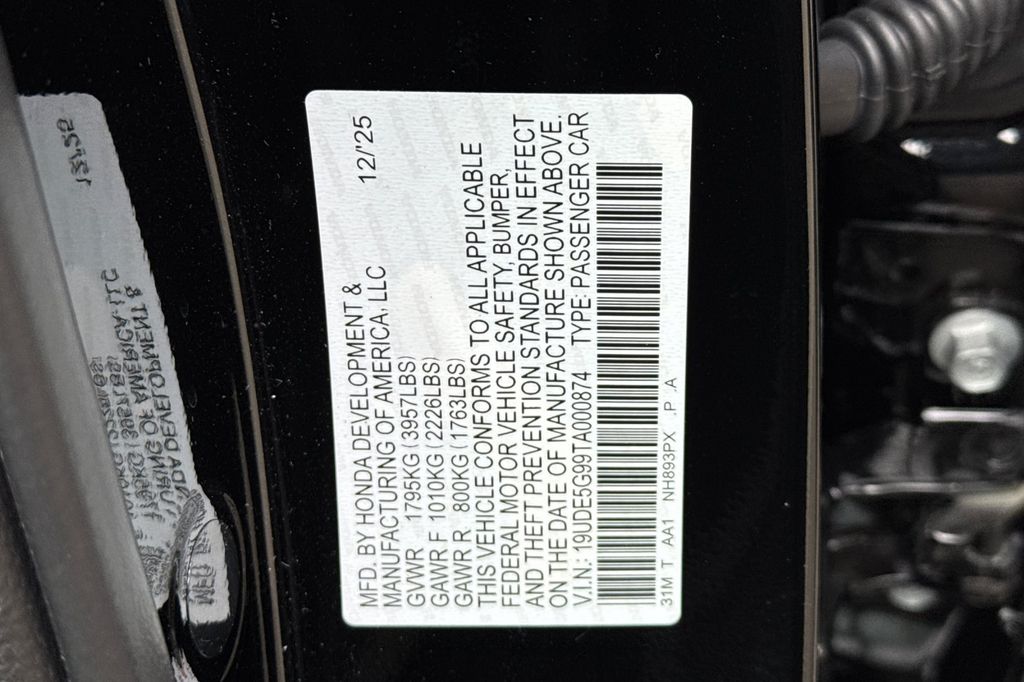 MFD. BY HONDA DEVELOPMENT & 12/'25
MANUFACTURING OF AMERICA, LLC
GVWR 1795KG (3957LBS)
GAWR F 1010KG (2226LBS)
GAWR R 800KG (1763LBS)
THIS VEHICLE CONFORMS TO ALL APPLICABLE
FEDERAL MOTOR VEHICLE SAFETY, BUMPER,
AND THEFT PREVENTION STANDARDS IN EFFECT
ON THE DATE OF MANUFACTURE SHOWN ABOVE.
V.I.N.: 19UDE5G99TA000874 TYPE: PASSENGER CAR
31M T AA1 NH893PX .P .A